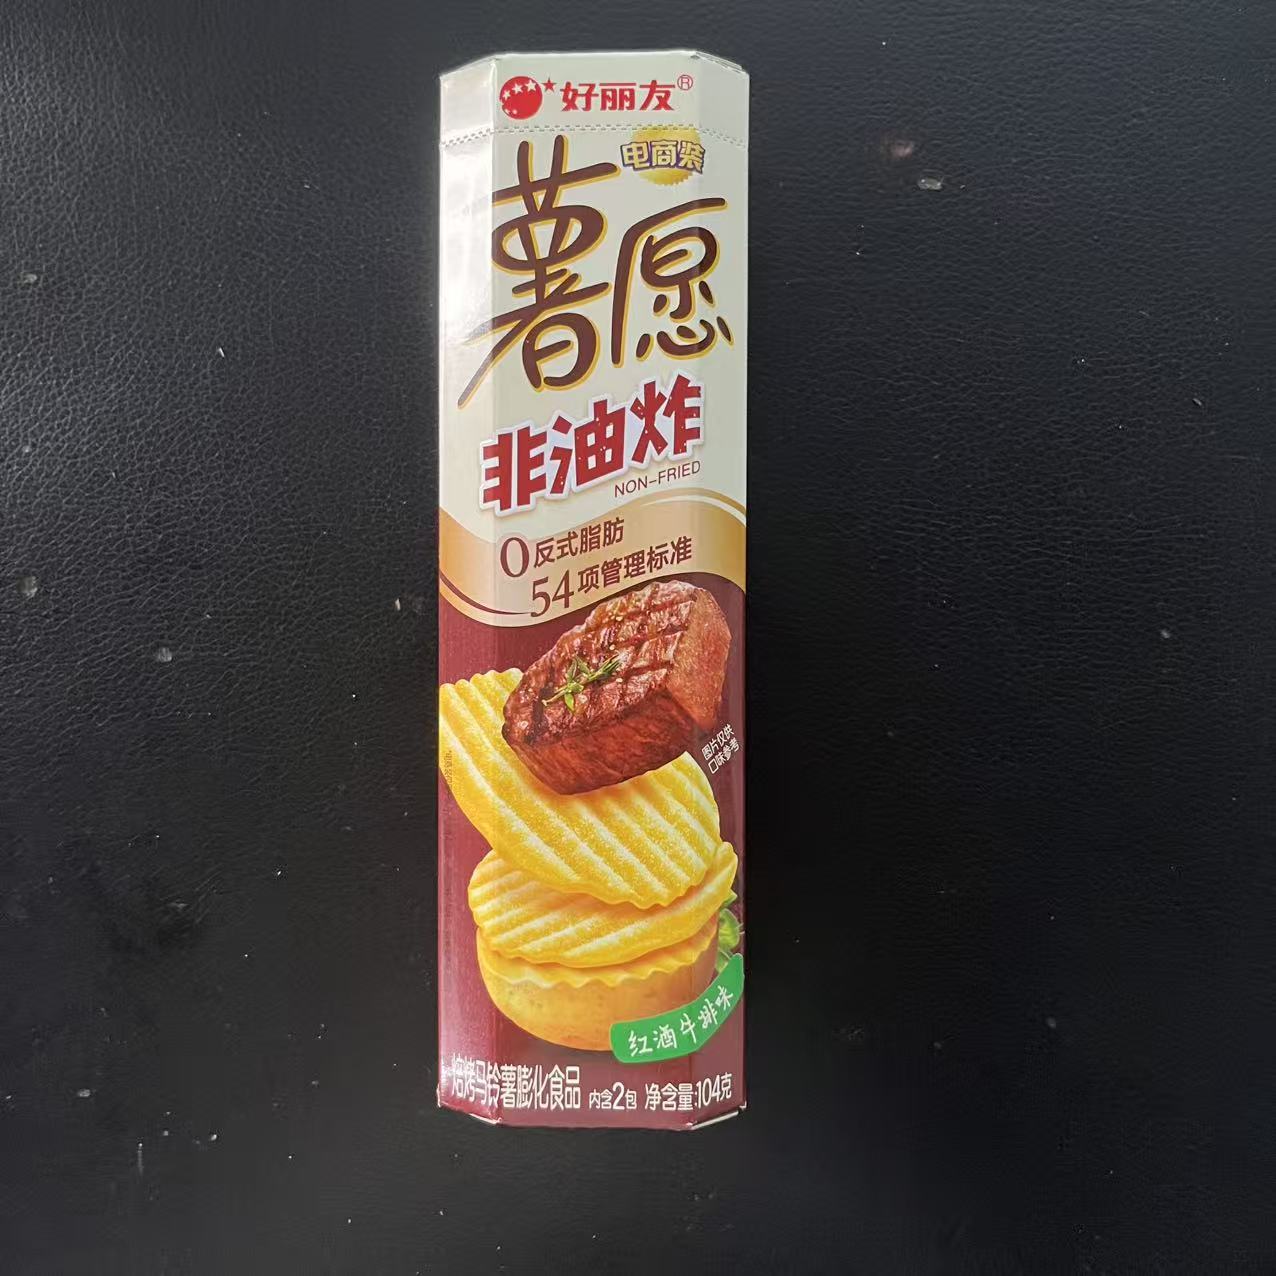 好丽友®
电商装
薯愿
非油炸
NON-FRIED
0反式脂肪
54项管理标准
图片仅供
口味参考
红酒牛排味
焙烤马铃薯膨化食品 内含2包 净含量:104克